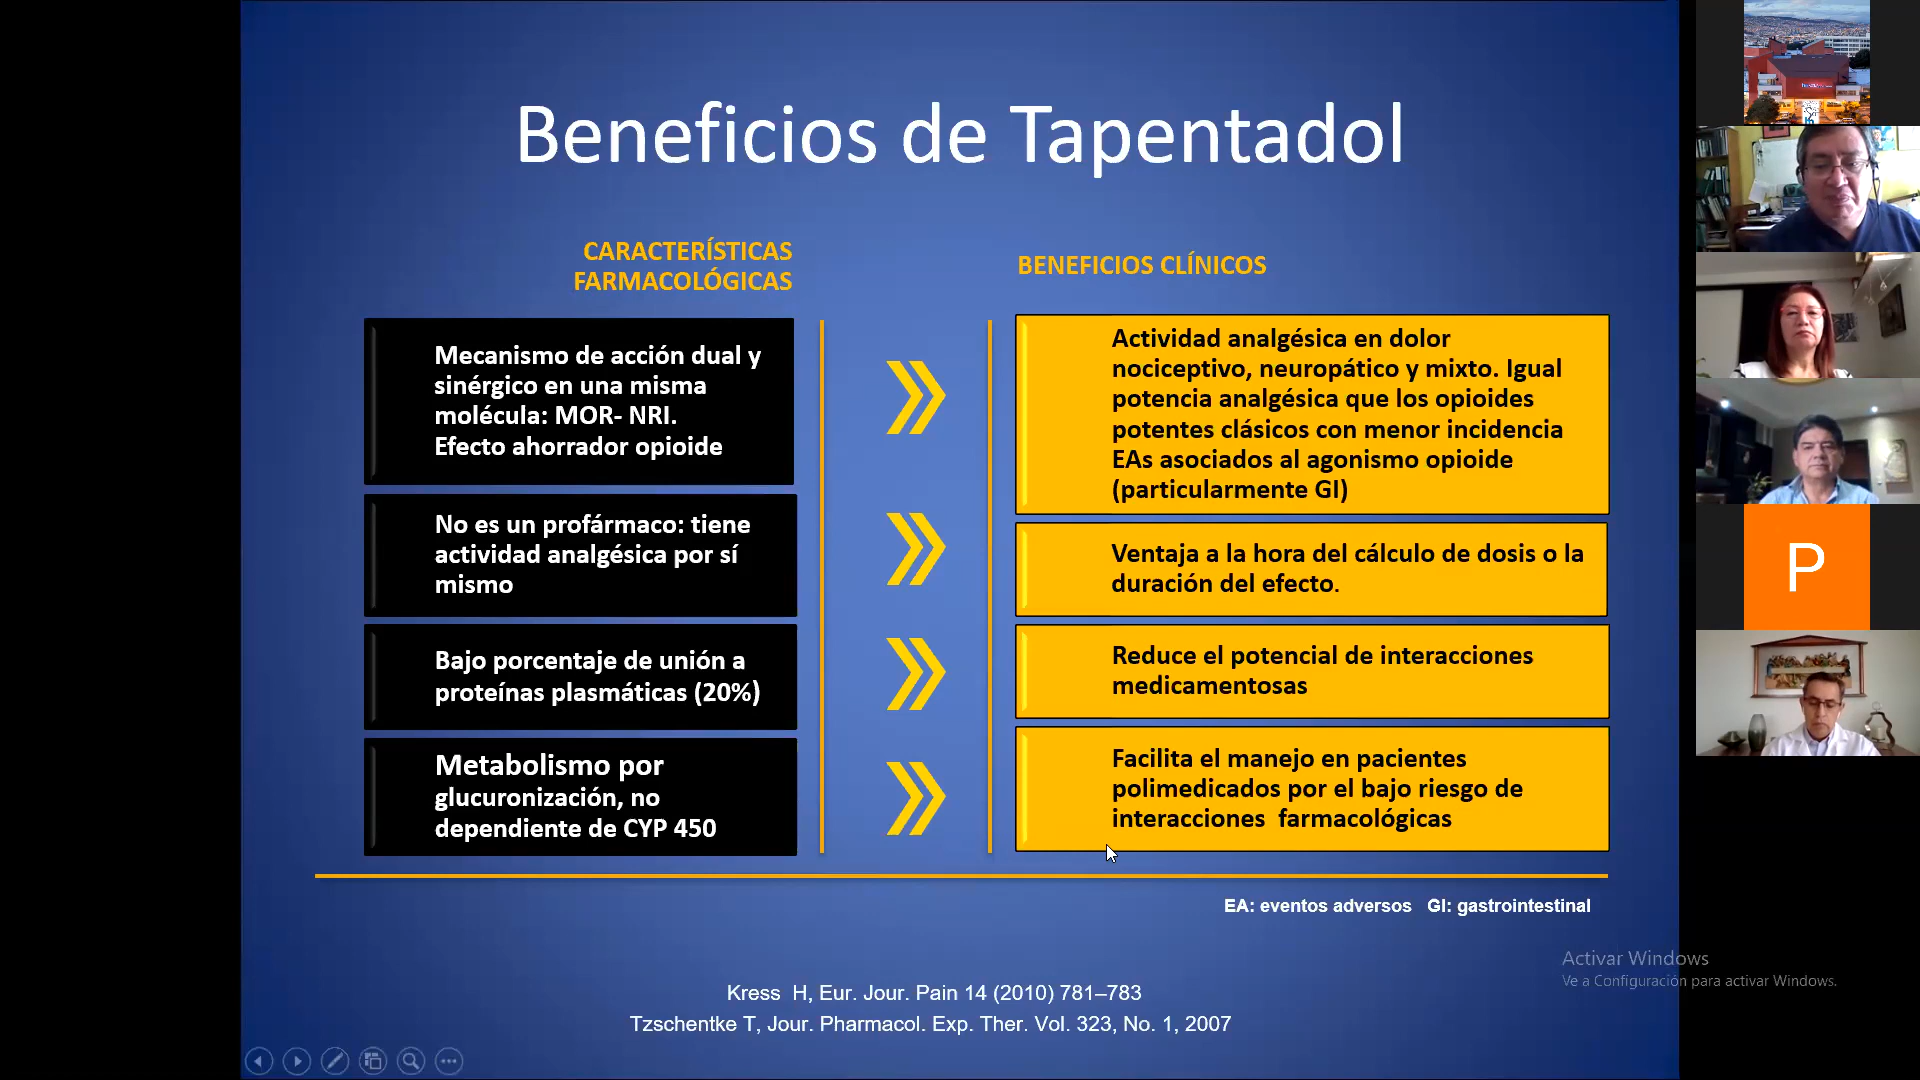 Beneficios de Tapentadol
CARACTERÍSTICAS
FARMACOLÓGICAS
BENEFICIOS CLÍNICOS
Mecanismo de acción dual y
sinérgico en una misma
molécula: MOR- NRI.
Efecto ahorrador opioide
Actividad analgésica en dolor
nociceptivo, neuropático y mixto. Igual
potencia analgésica que los opioides
potentes clásicos con menor incidencia
EAs asociados al agonismo opioide
(particularmente GI)
No es un profármaco: tiene
actividad analgésica por sí
mismo
Ventaja a la hora del cálculo de dosis o la
duración del efecto.
Bajo porcentaje de unión a
proteínas plasmáticas (20%)
Reduce el potencial de interacciones
medicamentosas
Metabolismo por
glucuronización, no
dependiente de CYP 450
Facilita el manejo en pacientes
polimedicados por el bajo riesgo de
interacciones  farmacológicas
EA: eventos adversos   GI: gastrointestinal
Kress  H, Eur. Jour. Pain 14 (2010) 781–783
Tzschentke T, Jour. Pharmacol. Exp. Ther. Vol. 323, No. 1, 2007
Activar Windows
Ve a Configuración para activar Windows.
P